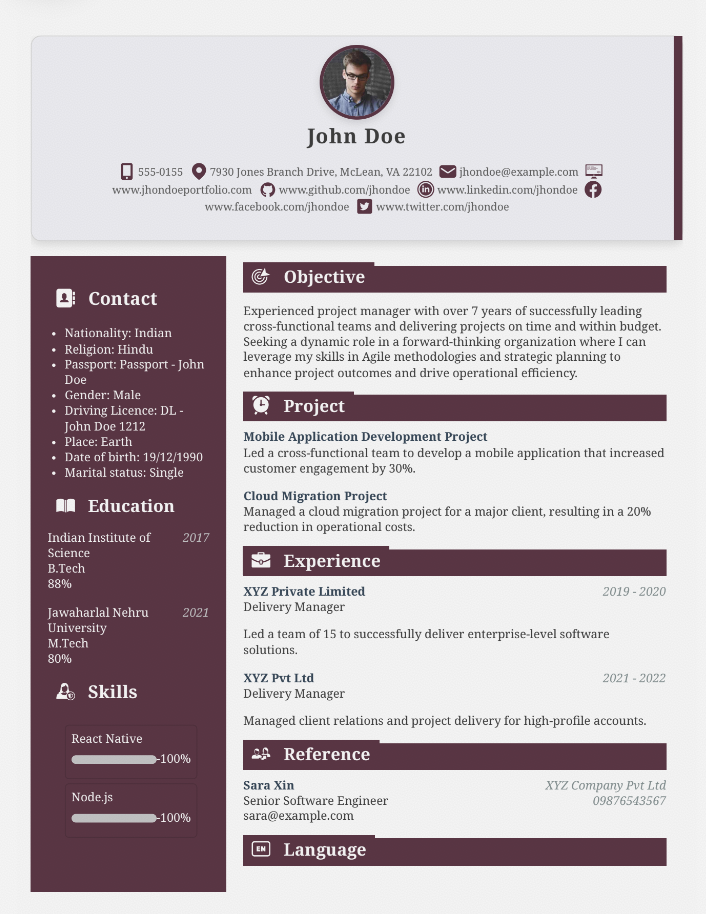 John Doe
555-0155 7930 Jones Branch Drive, McLean, VA 22102 jhondoe@example.com
www.jhondoeportfolio.com www.github.com/jhondoe www.linkedin.com/jhondoe
www.facebook.com/jhondoe www.twitter.com/jhondoe
Contact
Nationality: Indian
Religion: Hindu
Passport: Passport - John
Doe
Gender: Male
Driving Licence: DL -
John Doe 1212
Place: Earth
Date of birth: 19/12/1990
Marital status: Single
Education
Indian Institute of 2017
Science
B.Tech
88%
Jawaharlal Nehru 2021
University
M.Tech
80%
Skills
React Native
100%
Node.js
100%
Objective
Experienced project manager with over 7 years of successfully leading
cross-functional teams and delivering projects on time and within budget.
Seeking a dynamic role in a forward-thinking organization where I can
leverage my skills in Agile methodologies and strategic planning to
enhance project outcomes and drive operational efficiency.
Project
Mobile Application Development Project
Led a cross-functional team to develop a mobile application that increased
customer engagement by 30%.
Cloud Migration Project
Managed a cloud migration project for a major client, resulting in a 20%
reduction in operational costs.
Experience
XYZ Private Limited 2019 - 2020
Delivery Manager
Led a team of 15 to successfully deliver enterprise-level software
solutions.
XYZ Pvt Ltd 2021 - 2022
Delivery Manager
Managed client relations and project delivery for high-profile accounts.
Reference
Sara Xin XYZ Company Pvt Ltd
Senior Software Engineer 09876543567
sara@example.com
EN Language